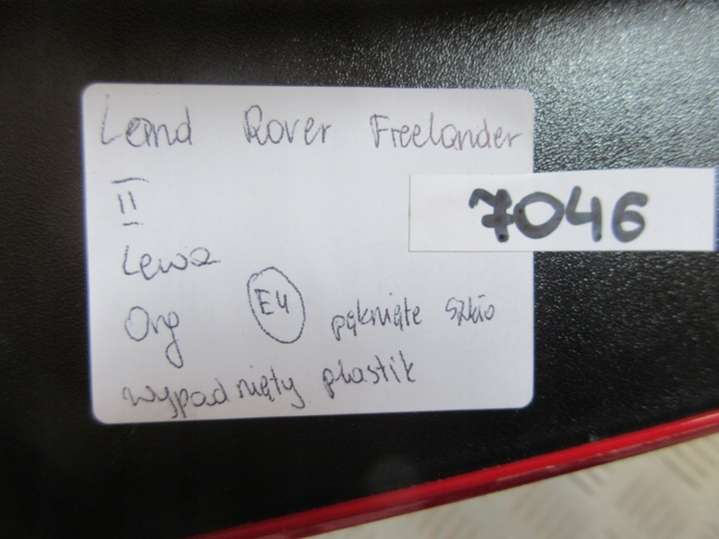 Land Rover Freelander
II
7046
Lewa
Org E4 pęknięte szkło
wypadnięty plastik